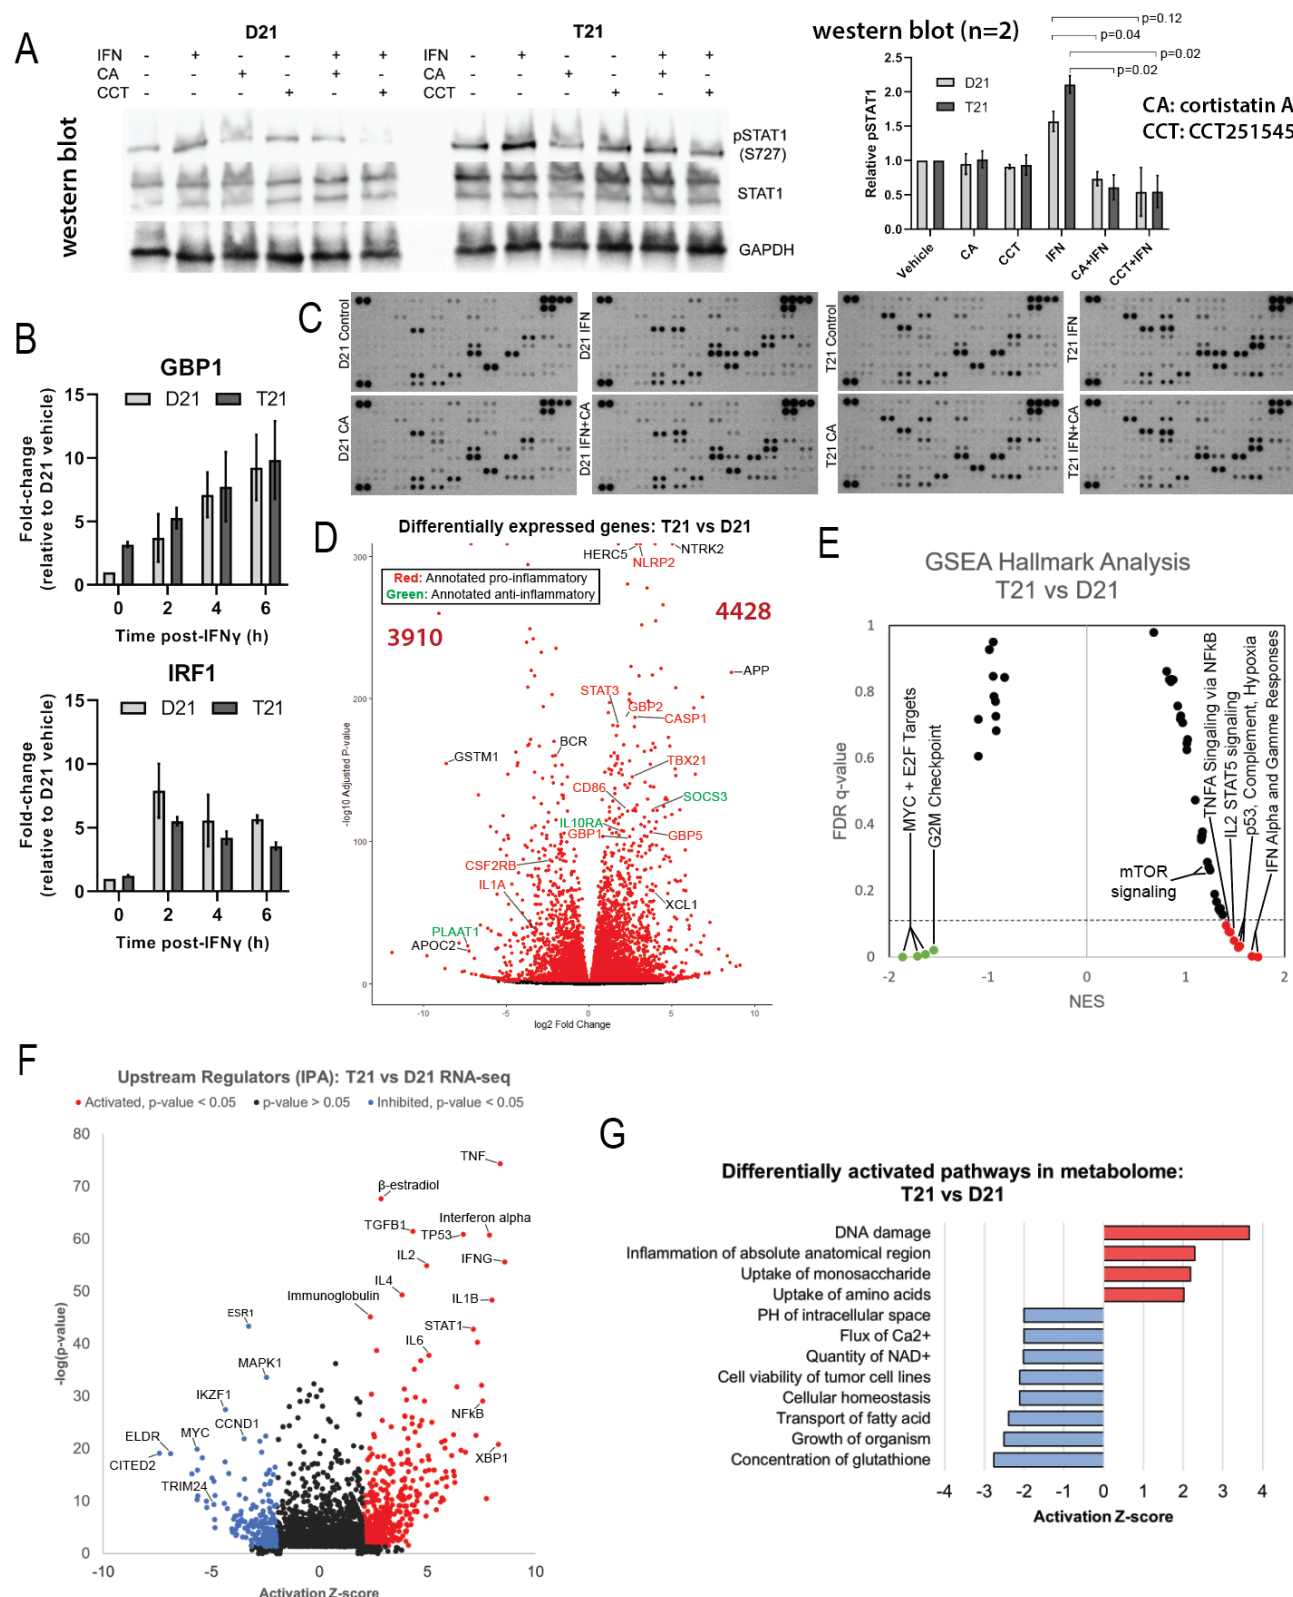 A
western blot
D21
T21
IFN - + - - + + - + - - + +
CA - - + - + - - - + - + -
CCT - - - + - + - - - + - +
pSTAT1
(S727)
STAT1
GAPDH
western blot (n=2)
p=0.12
p=0.04
p=0.02
p=0.02
D21
T21
CA: cortistatin A
CCT: CCT251545
Relative pSTAT1
2.5
2.0
1.5
1.0
0.5
0.0
Vehicle
CA
CCT
IFN
CA+IFN
CCT+IFN
B
GBP1
D21
T21
Fold-change
(relative to D21 vehicle)
15
10
5
0
0 2 4 6
Time post-IFNγ (h)
IRF1
D21
T21
Fold-change
(relative to D21 vehicle)
15
10
5
0
0 2 4 6
Time post-IFNγ (h)
C
D21 Control
D21 IFN
T21 Control
T21 IFN
D21 CA
D21 IFN+CA
T21 CA
T21 IFN+CA
D
Differentially expressed genes: T21 vs D21
Red: Annotated pro-inflammatory
Green: Annotated anti-inflammatory
3910
4428
HERC5
NTRK2
NLRP2
APP
STAT3
GBP2
CASP1
BCR
GSTM1
TBX21
CD86
SOCS3
IL10RA
GBP1
GBP5
CSF2RB
IL1A
XCL1
PLAAT1
APOC2
-log10 Adjusted P-value
300
200
100
0
-10 -5 0 5 10
log2 Fold Change
E
GSEA Hallmark Analysis
T21 vs D21
FDR q-value
1
0.8
0.6
0.4
0.2
0
-2 -1 0 1 2
NES
MYC + E2F Targets
G2M Checkpoint
mTOR
signaling
TNFA Singaling via NFkB
IL2 STAT5 signaling
p53, Complement, Hypoxia
IFN Alpha and Gamme Responses
F
Upstream Regulators (IPA): T21 vs D21 RNA-seq
Activated, p-value < 0.05
p-value > 0.05
Inhibited, p-value < 0.05
-log(p-value)
80
70
60
50
40
30
20
10
0
-10 -5 0 5 10
Activation Z-score
TNF
β-estradiol
TGFB1
TP53
Interferon alpha
IL2
IFNG
IL4
Immunoglobulin
IL1B
ESR1
STAT1
IL6
MAPK1
IKZF1
NFkB
CCND1
MYC
ELDR
CITED2
XBP1
TRIM24
G
Differentially activated pathways in metabolome:
T21 vs D21
DNA damage
Inflammation of absolute anatomical region
Uptake of monosaccharide
Uptake of amino acids
PH of intracellular space
Flux of Ca2+
Quantity of NAD+
Cell viability of tumor cell lines
Cellular homeostasis
Transport of fatty acid
Growth of organism
Concentration of glutathione
-4 -3 -2 -1 0 1 2 3 4
Activation Z-score